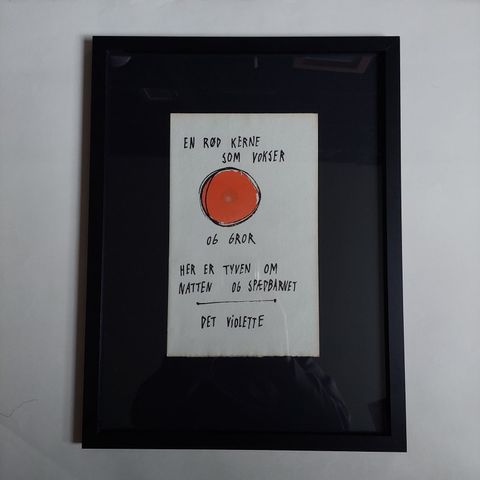 EN RØD KERNE
SOM VOKSER
OG GROR
HER ER TYVEN OM
NATTEN OG SPÆDBARNET
DET ViOLETTE